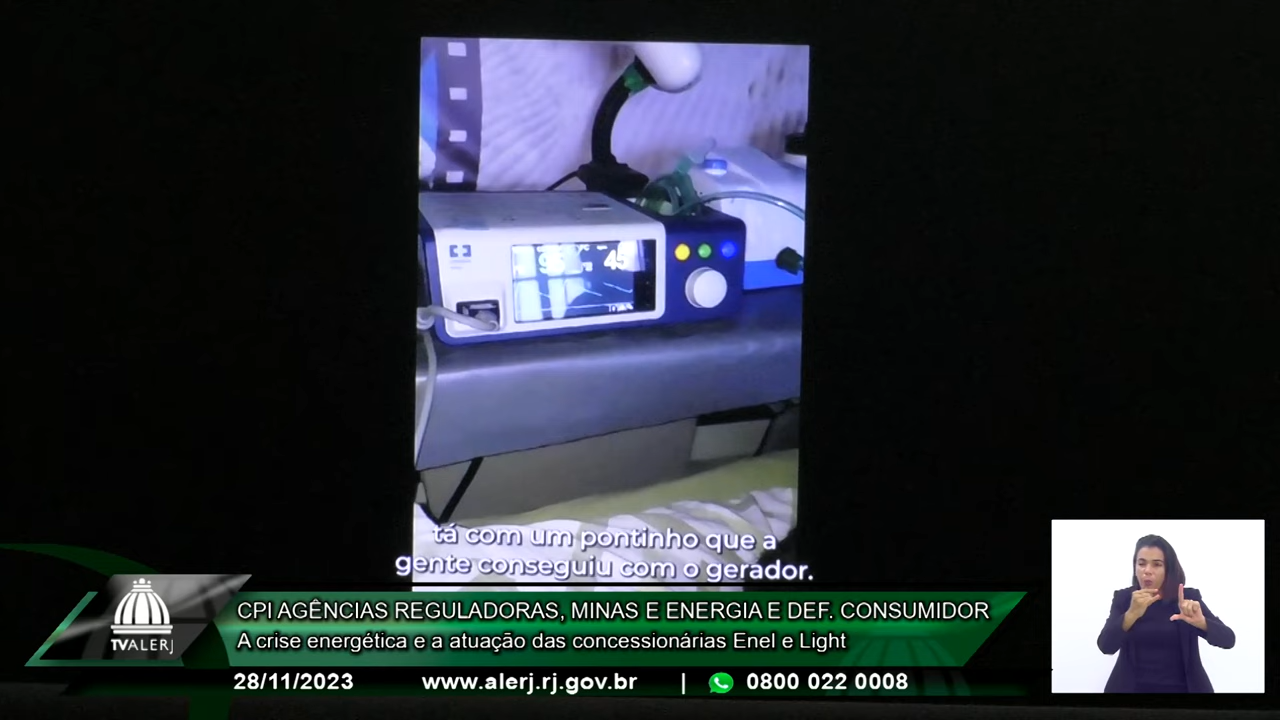 tá com um pontinho que a
gente conseguiu com o gerador.
CPI AGÊNCIAS REGULADORAS, MINAS E ENERGIA E DEF. CONSUMIDOR
A crise energética e a atuação das concessionárias Enel e Light
TVALERJ
28/11/2023 www.alerj.rj.gov.br | 0800 022 0008